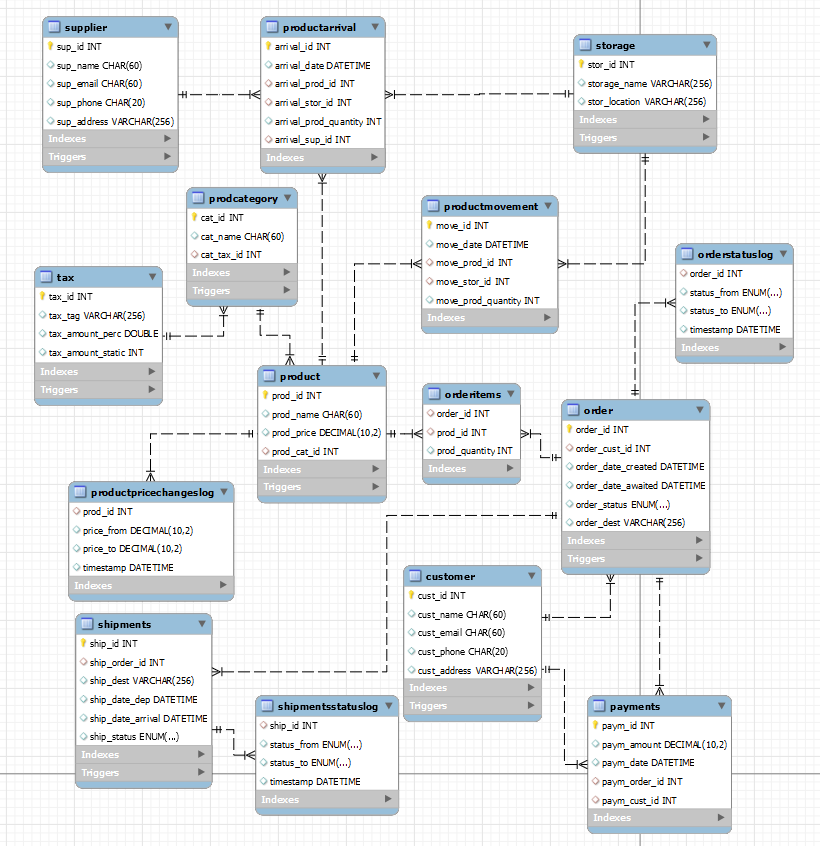 supplier
sup_id INT
sup_name CHAR(60)
sup_email CHAR(60)
sup_phone CHAR(20)
sup_address VARCHAR(256)
Indexes
Triggers
productarrival
arrival_id INT
arrival_date DATETIME
arrival_prod_id INT
arrival_stor_id INT
arrival_prod_quantity INT
arrival_sup_id INT
Indexes
storage
stor_id INT
storage_name VARCHAR(256)
stor_location VARCHAR(256)
Indexes
Triggers
prodcategory
cat_id INT
cat_name CHAR(60)
cat_tax_id INT
Indexes
Triggers
productmovement
move_id INT
move_date DATETIME
move_prod_id INT
move_stor_id INT
move_prod_quantity INT
Indexes
orderstatuslog
order_id INT
status_from ENUM(...)
status_to ENUM(...)
timestamp DATETIME
Indexes
tax
tax_id INT
tax_tag VARCHAR(256)
tax_amount_perc DOUBLE
tax_amount_static INT
Indexes
Triggers
product
prod_id INT
prod_name CHAR(60)
prod_price DECIMAL(10,2)
prod_cat_id INT
Indexes
Triggers
orderitems
order_id INT
prod_id INT
prod_quantity INT
Indexes
order
order_id INT
order_cust_id INT
order_date_created DATETIME
order_date_awaited DATETIME
order_status ENUM(...)
order_dest VARCHAR(256)
Indexes
Triggers
productpricechangeslog
prod_id INT
price_from DECIMAL(10,2)
price_to DECIMAL(10,2)
timestamp DATETIME
Indexes
customer
cust_id INT
cust_name CHAR(60)
cust_email CHAR(60)
cust_phone CHAR(20)
cust_address VARCHAR(256)
Indexes
Triggers
shipments
ship_id INT
ship_order_id INT
ship_dest VARCHAR(256)
ship_date_dep DATETIME
ship_date_arrival DATETIME
ship_status ENUM(...)
Indexes
Triggers
shipmentsstatuslog
ship_id INT
status_from ENUM(...)
status_to ENUM(...)
timestamp DATETIME
Indexes
payments
paym_id INT
paym_amount DECIMAL(10,2)
paym_date DATETIME
paym_order_id INT
paym_cust_id INT
Indexes